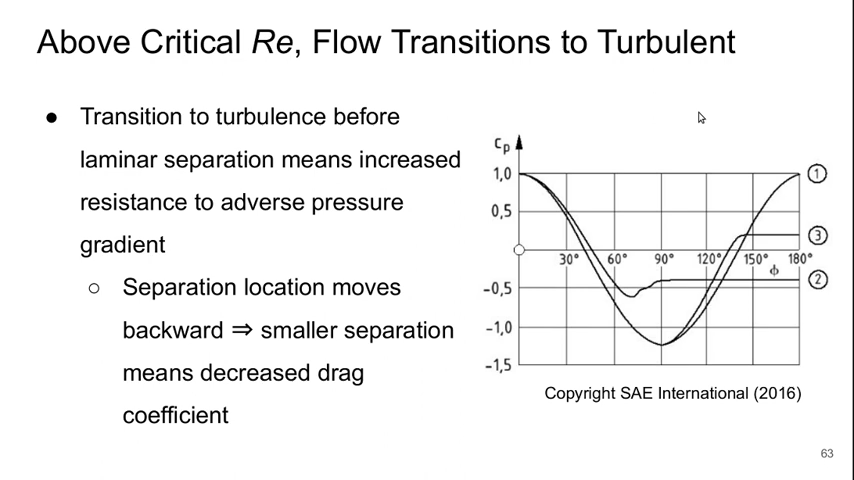 Above Critical Re, Flow Transitions to Turbulent
● Transition to turbulence before
laminar separation means increased
resistance to adverse pressure
gradient
○ Separation location moves
backward ⇒ smaller separation
means decreased drag
coefficient
Cp
1,0
0,5
-0,5
-1,0
-1,5
30° 60° 90° 120° 150° 180°
ϕ
1
3
2
Copyright SAE International (2016)
63